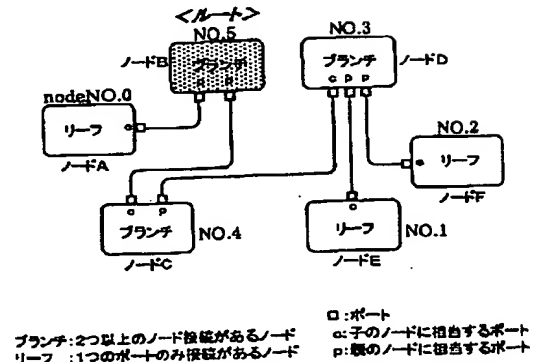 <ルート>
NO.5
ノードB
ブランチ
p p
nodeNO.0
リーフ
c
ノードA
NO.3
ブランチ
c p p
ノードD
NO.2
c
リーフ
ノードF
c p
ブランチ
NO.4
ノードC
c
リーフ
NO.1
ノードE
ブランチ:2つ以上のノード接続があるノード
リーフ :1つのポートのみ接続があるノード
□:ポート
c:子のノードに相当するポート
p:親のノードに相当するポート